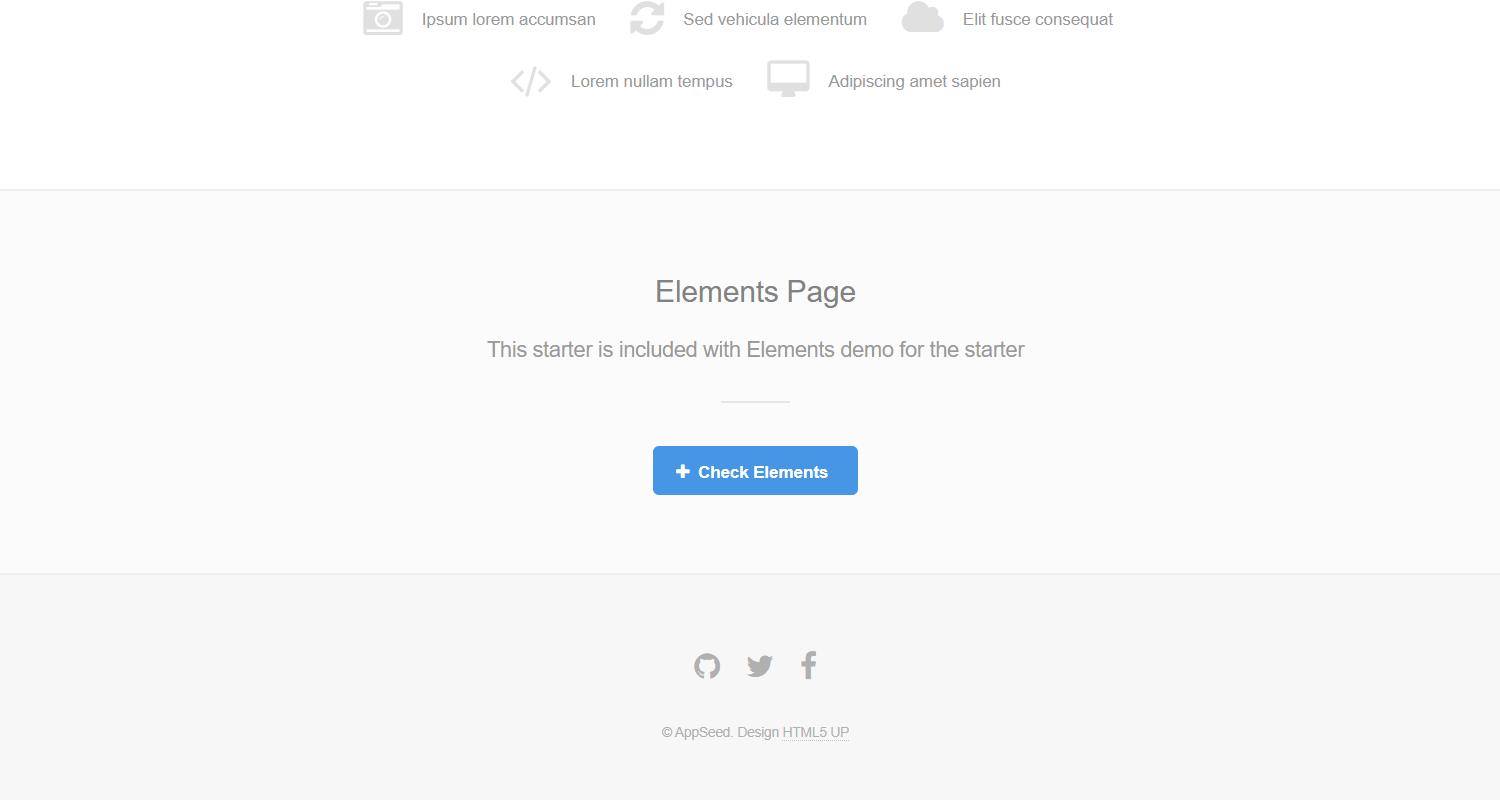 Ipsum lorem accumsan Sed vehicula elementum Elit fusce consequat
Lorem nullam tempus Adipiscing amet sapien
Elements Page
This starter is included with Elements demo for the starter
Check Elements
© AppSeed. Design HTML5 UP